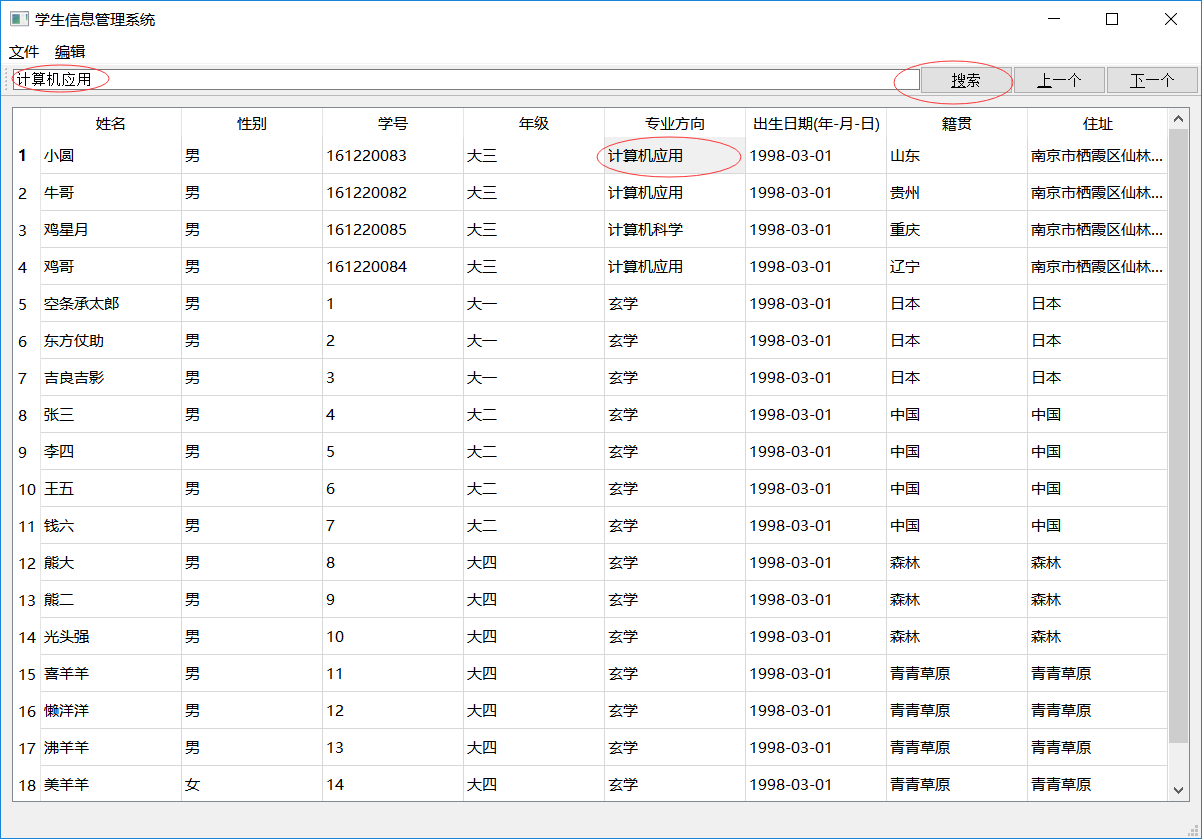 学生信息管理系统
文件 编辑
计算机应用 搜索 上一个 下一个
姓名 性别 学号 年级 专业方向 出生日期(年-月-日) 籍贯 住址
1 小圆 男 161220083 大三 计算机应用 1998-03-01 山东 南京市栖霞区仙林...
2 牛哥 男 161220082 大三 计算机应用 1998-03-01 贵州 南京市栖霞区仙林...
3 鸡星月 男 161220085 大三 计算机科学 1998-03-01 重庆 南京市栖霞区仙林...
4 鸡哥 男 161220084 大三 计算机应用 1998-03-01 辽宁 南京市栖霞区仙林...
5 空条承太郎 男 1 大一 玄学 1998-03-01 日本 日本
6 东方仗助 男 2 大一 玄学 1998-03-01 日本 日本
7 吉良吉影 男 3 大一 玄学 1998-03-01 日本 日本
8 张三 男 4 大二 玄学 1998-03-01 中国 中国
9 李四 男 5 大二 玄学 1998-03-01 中国 中国
10 王五 男 6 大二 玄学 1998-03-01 中国 中国
11 钱六 男 7 大二 玄学 1998-03-01 中国 中国
12 熊大 男 8 大四 玄学 1998-03-01 森林 森林
13 熊二 男 9 大四 玄学 1998-03-01 森林 森林
14 光头强 男 10 大四 玄学 1998-03-01 森林 森林
15 喜羊羊 男 11 大四 玄学 1998-03-01 青青草原 青青草原
16 懒洋洋 男 12 大四 玄学 1998-03-01 青青草原 青青草原
17 沸羊羊 男 13 大四 玄学 1998-03-01 青青草原 青青草原
18 美羊羊 女 14 大四 玄学 1998-03-01 青青草原 青青草原